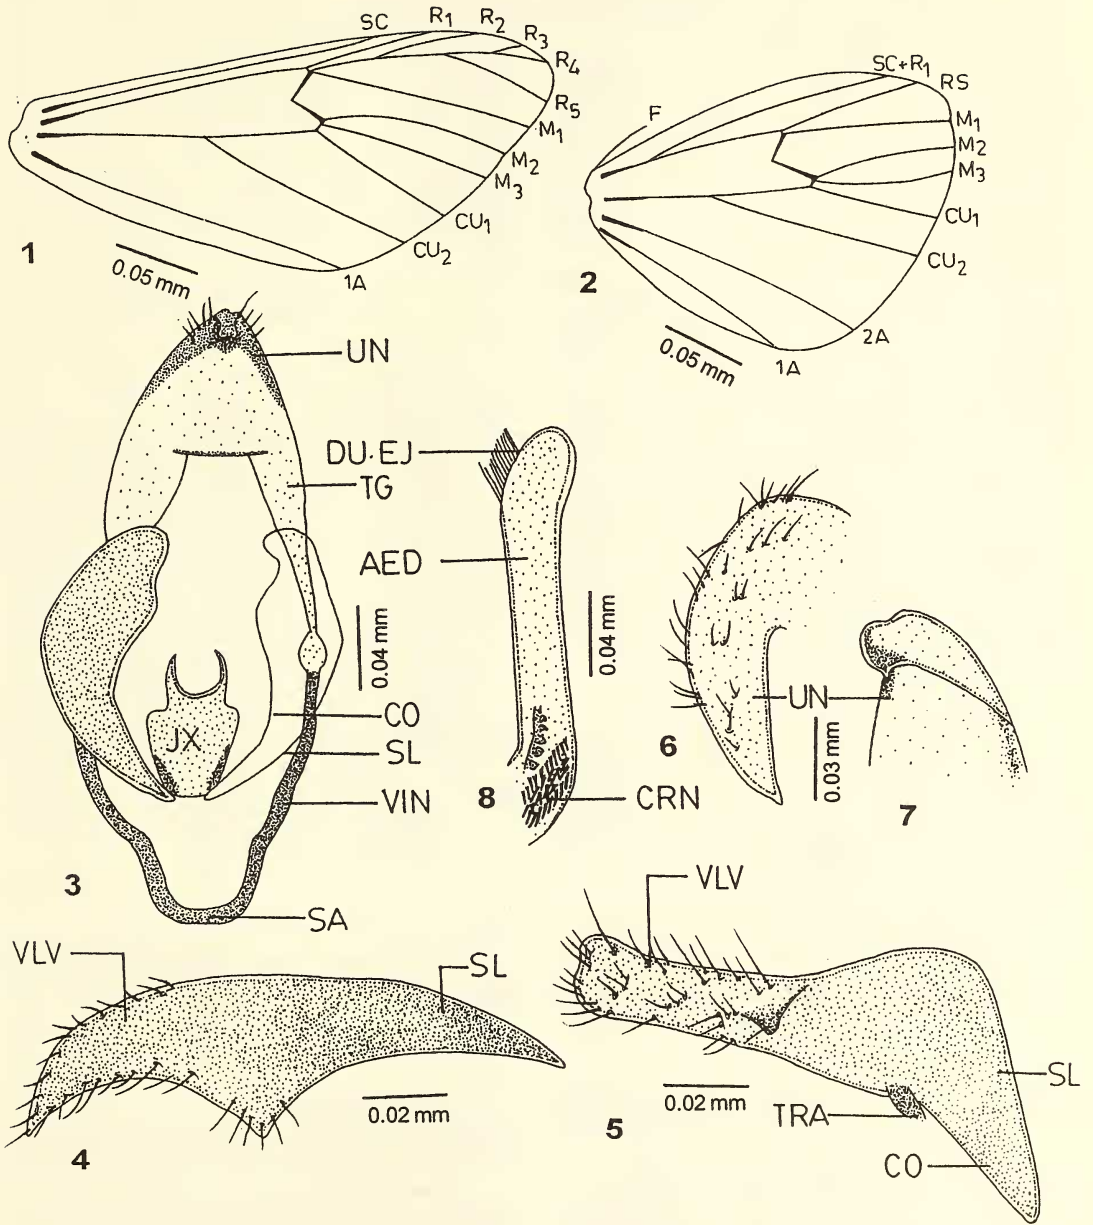 SC
R1
R2
R3
R4
R5
M1
M2
M3
CU1
CU2
1A
1
0.05 mm
F
SC+R1
RS
M1
M2
M3
CU1
CU2
2A
1A
2
0.05 mm
UN
TG
0.04 mm
CO
JX
SL
VIN
SA
3
DU·EJ
AED
0.04 mm
CRN
8
UN
6
0.03 mm
7
VLV
SL
0.02 mm
4
VLV
SL
0.02 mm
TRA
CO
5